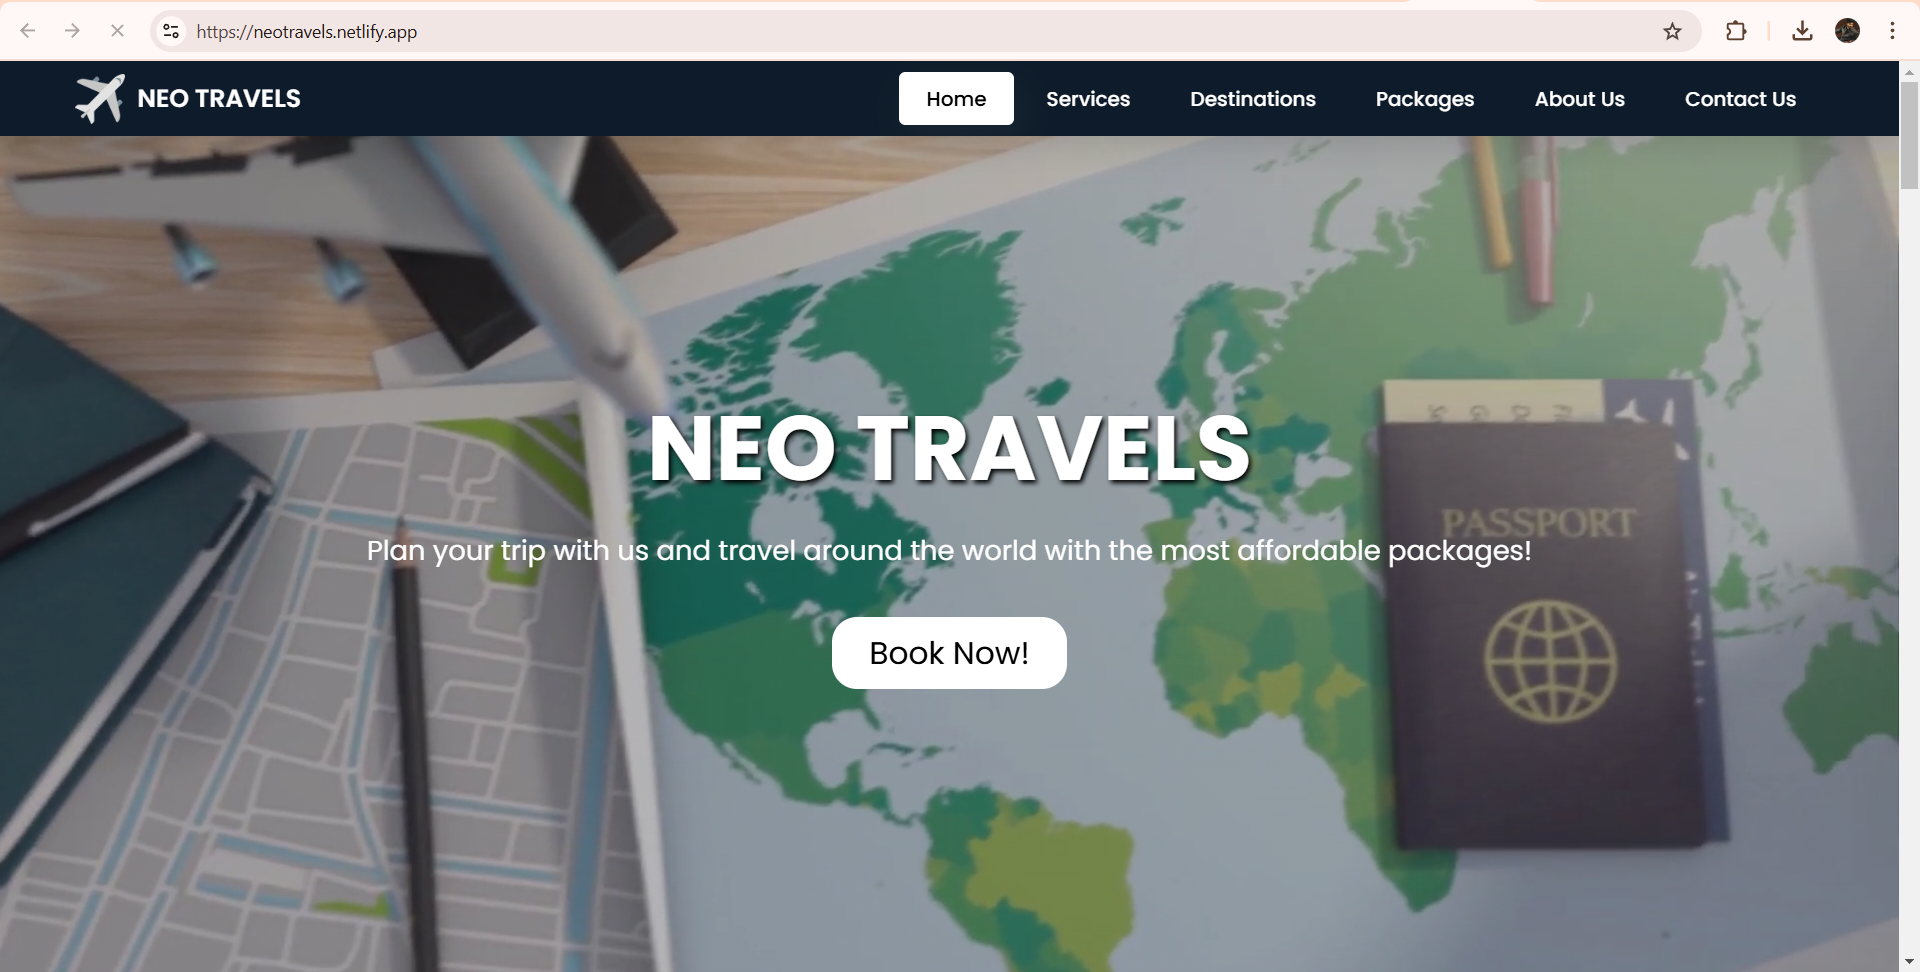 https://neotravels.netlify.app
NEO TRAVELS
Home
Services
Destinations
Packages
About Us
Contact Us
NEO TRAVELS
PASSPORT
Plan your trip with us and travel around the world with the most affordable packages!
Book Now!